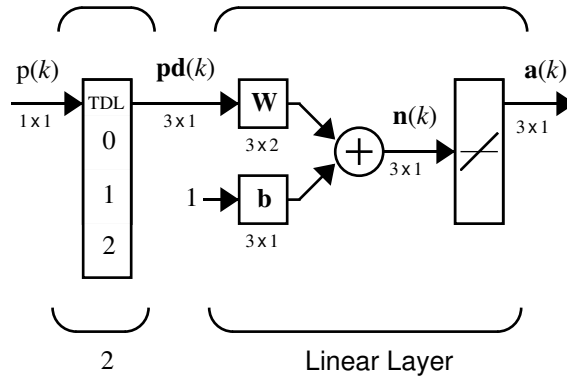 p(k)
1 x 1
TDL
0
1
2
pd(k)
3 x 1
W
3 x 2
1
b
3 x 1
n(k)
3 x 1
a(k)
3 x 1
2
Linear Layer